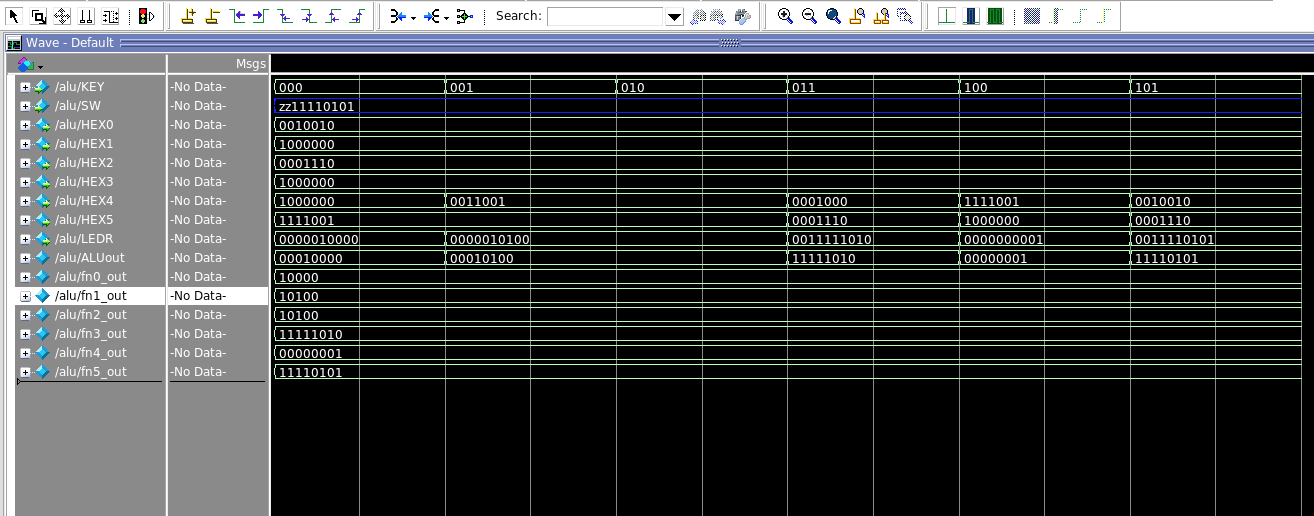 Search:
Wave - Default
Msgs
/alu/KEY -No Data- 000 001 010 011 100 101
/alu/SW -No Data- zz11110101
/alu/HEX0 -No Data- 0010010
/alu/HEX1 -No Data- 1000000
/alu/HEX2 -No Data- 0001110
/alu/HEX3 -No Data- 1000000
/alu/HEX4 -No Data- 1000000 0011001 0001000 1111001 0010010
/alu/HEX5 -No Data- 1111001 0001110 1000000 0001110
/alu/LEDR -No Data- 0000010000 0000010100 0011111010 0000000001 0011110101
/alu/ALUout -No Data- 00010000 00010100 11111010 00000001 11110101
/alu/fn0_out -No Data- 10000
/alu/fn1_out -No Data- 10100
/alu/fn2_out -No Data- 10100
/alu/fn3_out -No Data- 11111010
/alu/fn4_out -No Data- 00000001
/alu/fn5_out -No Data- 11110101